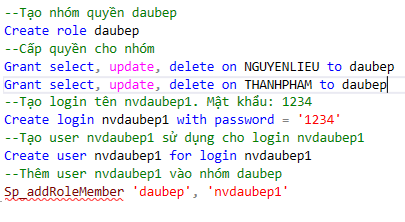 --Tạo nhóm quyền daubep
Create role daubep
--Cấp quyền cho nhóm
Grant select, update, delete on NGUYENLIEU to daubep
Grant select, update, delete on THANHPHAM to daubep
--Tạo login tên nvdaubep1. Mật khẩu: 1234
Create login nvdaubep1 with password = '1234'
--Tạo user nvdaubep1 sử dụng cho login nvdaubep1
Create user nvdaubep1 for login nvdaubep1
--Thêm user nvdaubep1 vào nhóm daubep
Sp_addRoleMember 'daubep', 'nvdaubep1'